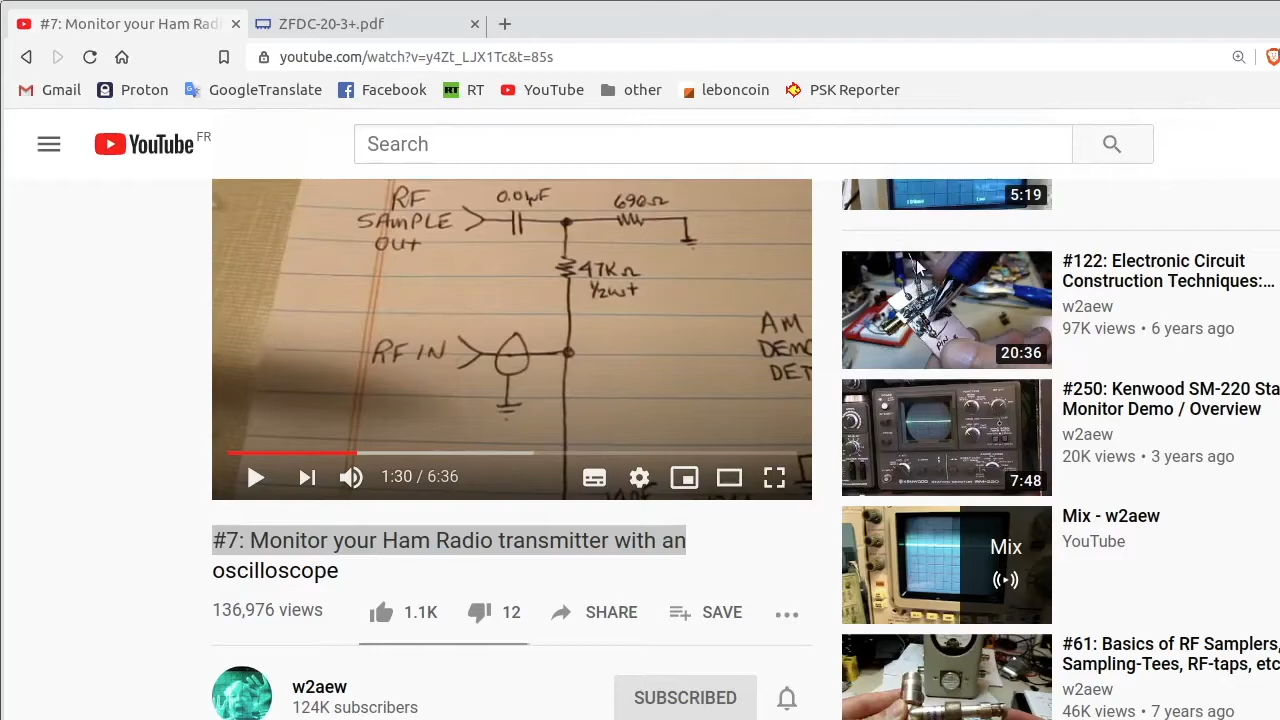 #7: Monitor your Ham Rad
ZFDC-20-3+.pdf
youtube.com/watch?v=y4Zt_LJX1Tc&t=85s
Gmail
Proton
GoogleTranslate
Facebook
RT
YouTube
other
leboncoin
PSK Reporter
YouTube FR
Search
RF
SAMPLE
OUT
0.01µF
690Ω
47KΩ
1/2WT
RF IN
AM
DEMO
DET
1:30 / 6:36
#7: Monitor your Ham Radio transmitter with an
oscilloscope
136,976 views
1.1K
12
SHARE
SAVE
w2aew
124K subscribers
SUBSCRIBED
5:19
#122: Electronic Circuit
Construction Techniques:...
w2aew
97K views • 6 years ago
20:36
#250: Kenwood SM-220 Sta
Monitor Demo / Overview
w2aew
20K views • 3 years ago
7:48
Mix - w2aew
YouTube
Mix
#61: Basics of RF Samplers,
Sampling-Tees, RF-taps, etc
w2aew
46K views • 7 years ago